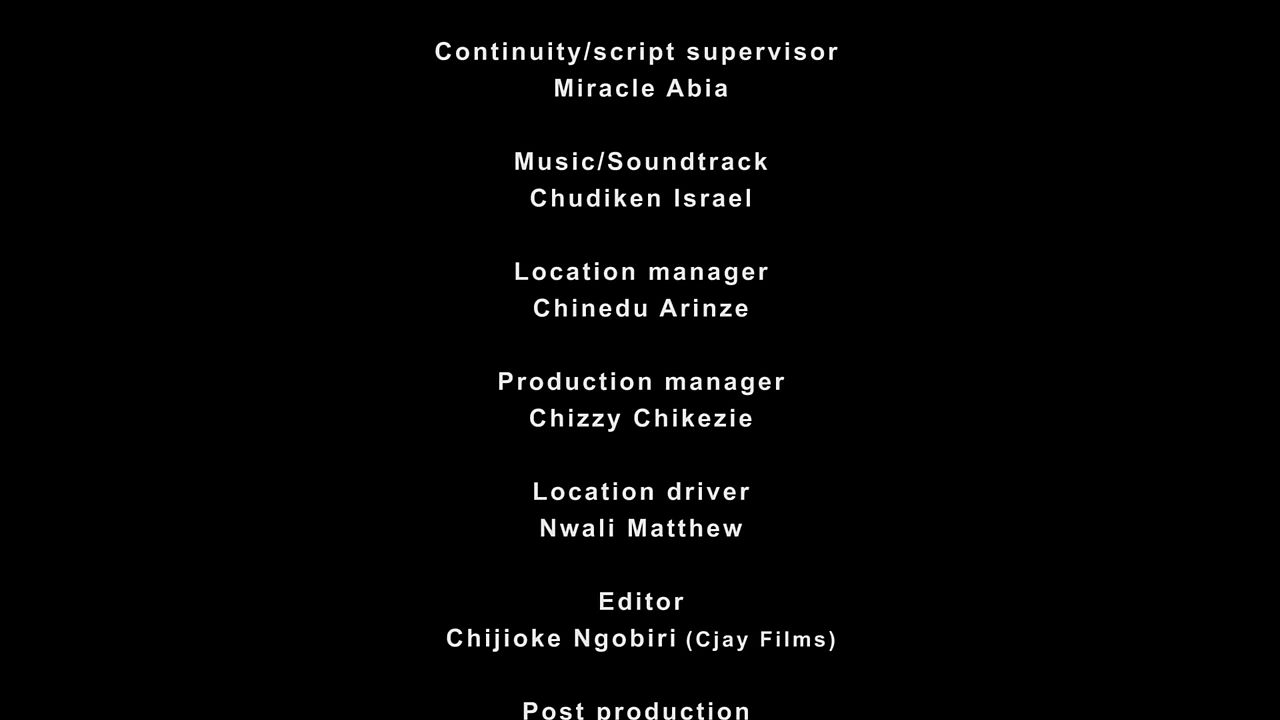 Continuity/script supervisor
Miracle Abia
Music/Soundtrack
Chudiken Israel
Location manager
Chinedu Arinze
Production manager
Chizzy Chikezie
Location driver
Nwali Matthew
Editor
Chijioke Ngobiri (Cjay Films)
Post production